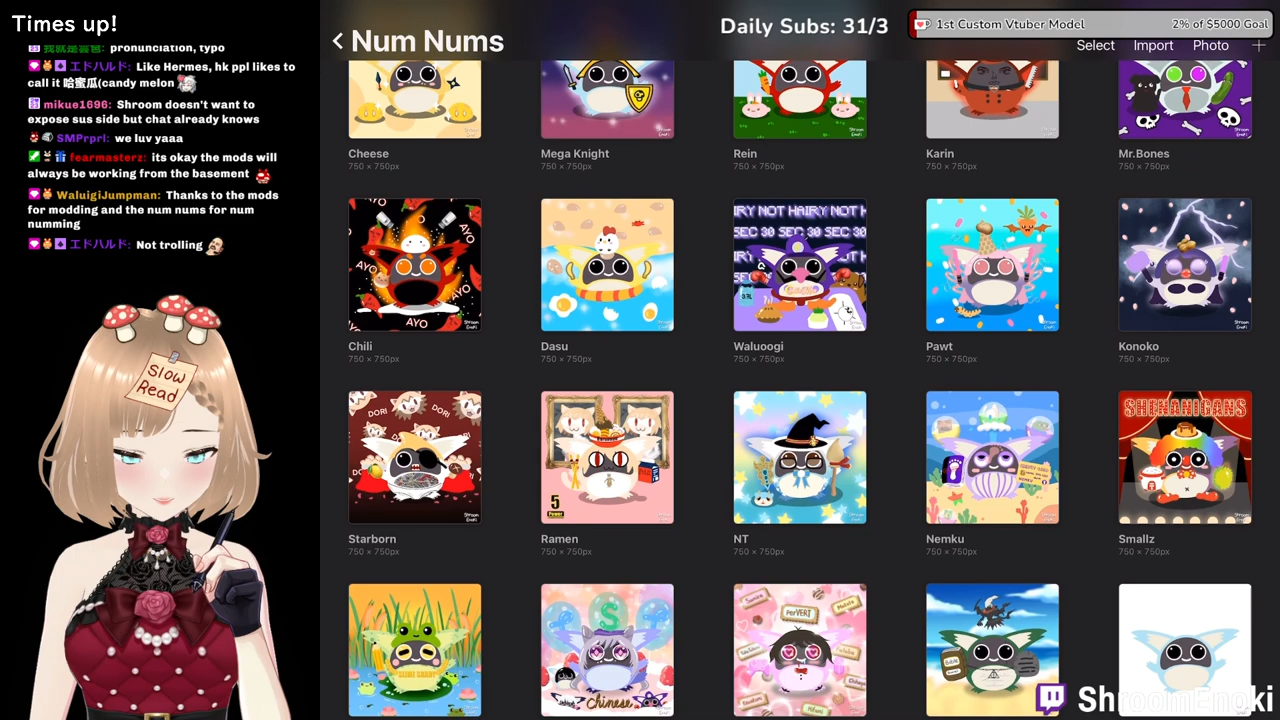 Times up!
我就是雲皂: pronunciation, typo
エドハルド: Like Hermes, hk ppl likes to
call it 哈蜜瓜(candy melon
mikue1696: Shroom doesn't want to
expose sus side but chat already knows
SMPrprl: we luv yaaa
fearmasterz: its okay the mods will
always be working from the basement
WaluigiJumpman: Thanks to the mods
for modding and the num nums for num
numming
エドハルド: Not trolling
Slow
Read
Num Nums
Daily Subs: 31/3
1st Custom Vtuber Model
2% of $5000 Goal
Select
Import
Photo
Cheese
750 × 750px
Mega Knight
750 × 750px
Rein
750 × 750px
Karin
750 × 750px
Mr.Bones
750 × 750px
AYO
AYO
AYO
AYO
Chili
750 × 750px
Dasu
750 × 750px
IRY NOT HAIRY NOT H
SEC 30 SEC 30 SEC 30
Waluoogi
750 × 750px
Pawt
750 × 750px
Konoko
750 × 750px
DORI
DORI
Starborn
750 × 750px
5
Power
Ramen
750 × 750px
NT
750 × 750px
Nemku
750 × 750px
SHENANIGANS
Smallz
750 × 750px
S
Chinese
PerVERT
ShroomEnoki